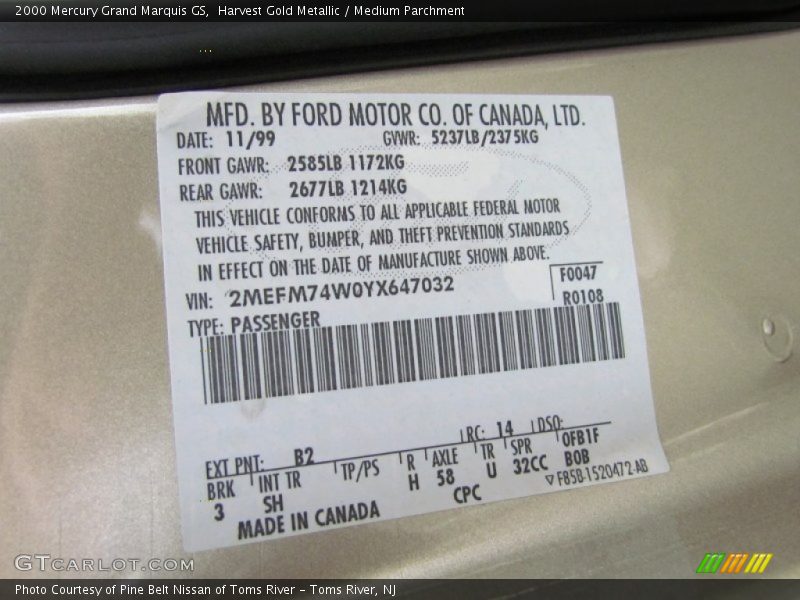 2000 Mercury Grand Marquis GS, Harvest Gold Metallic / Medium Parchment
MFD. BY FORD MOTOR CO. OF CANADA, LTD.
DATE: 11/99 GVWR: 5237LB/2375KG
FRONT GAWR: 2585LB 1172KG
REAR GAWR: 2677LB 1214KG
THIS VEHICLE CONFORMS TO ALL APPLICABLE FEDERAL MOTOR
VEHICLE SAFETY, BUMPER, AND THEFT PREVENTION STANDARDS
IN EFFECT ON THE DATE OF MANUFACTURE SHOWN ABOVE.
F0047
VIN: 2MEFM74W0YX647032
R0108
TYPE: PASSENGER
EXT PNT: B2 RC: 14 DSO:
BRK INT TR TP/PS R AXLE TR SPR 0FB1F
3 SH H 58 U 32CC BOB
MADE IN CANADA CPC ▽F85B-1520472-AB
GTCARLOT.COM
Photo Courtesy of Pine Belt Nissan of Toms River – Toms River, NJ